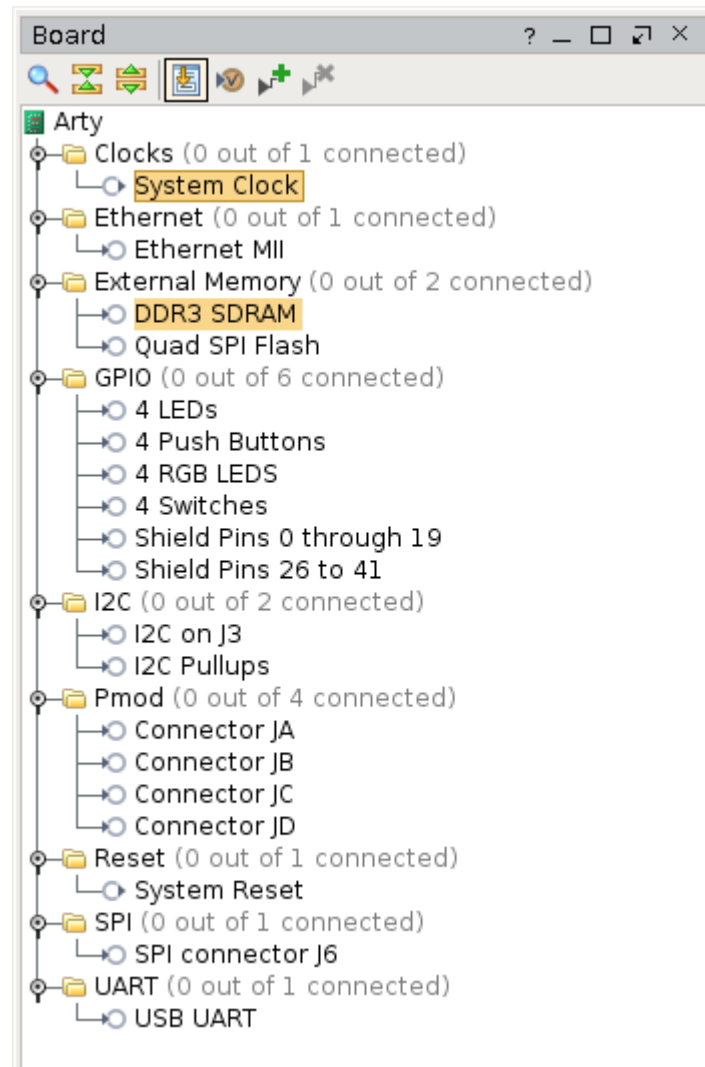 Board ?
Arty
Clocks (0 out of 1 connected)
System Clock
Ethernet (0 out of 1 connected)
Ethernet MII
External Memory (0 out of 2 connected)
DDR3 SDRAM
Quad SPI Flash
GPIO (0 out of 6 connected)
4 LEDs
4 Push Buttons
4 RGB LEDS
4 Switches
Shield Pins 0 through 19
Shield Pins 26 to 41
I2C (0 out of 2 connected)
I2C on J3
I2C Pullups
Pmod (0 out of 4 connected)
Connector JA
Connector JB
Connector JC
Connector JD
Reset (0 out of 1 connected)
System Reset
SPI (0 out of 1 connected)
SPI connector J6
UART (0 out of 1 connected)
USB UART